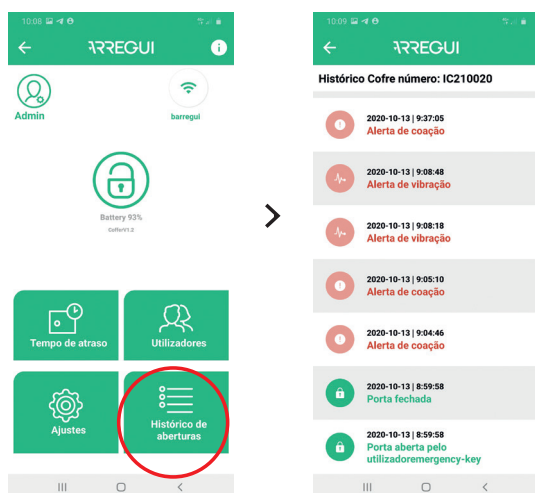 10:08
ARREGUI
Admin
barregui
Battery 93%
CofreV1.2
Tempo de atraso
Utilizadores
Ajustes
Histórico de
aberturas
10:09
ARREGUI
Histórico Cofre número: IC210020
2020-10-13 | 9:37:05
Alerta de coação
2020-10-13 | 9:08:48
Alerta de vibração
2020-10-13 | 9:08:18
Alerta de vibração
2020-10-13 | 9:05:10
Alerta de coação
2020-10-13 | 9:04:46
Alerta de coação
2020-10-13 | 8:59:58
Porta fechada
2020-10-13 | 8:59:58
Porta aberta pelo
utilizadoremergency-key